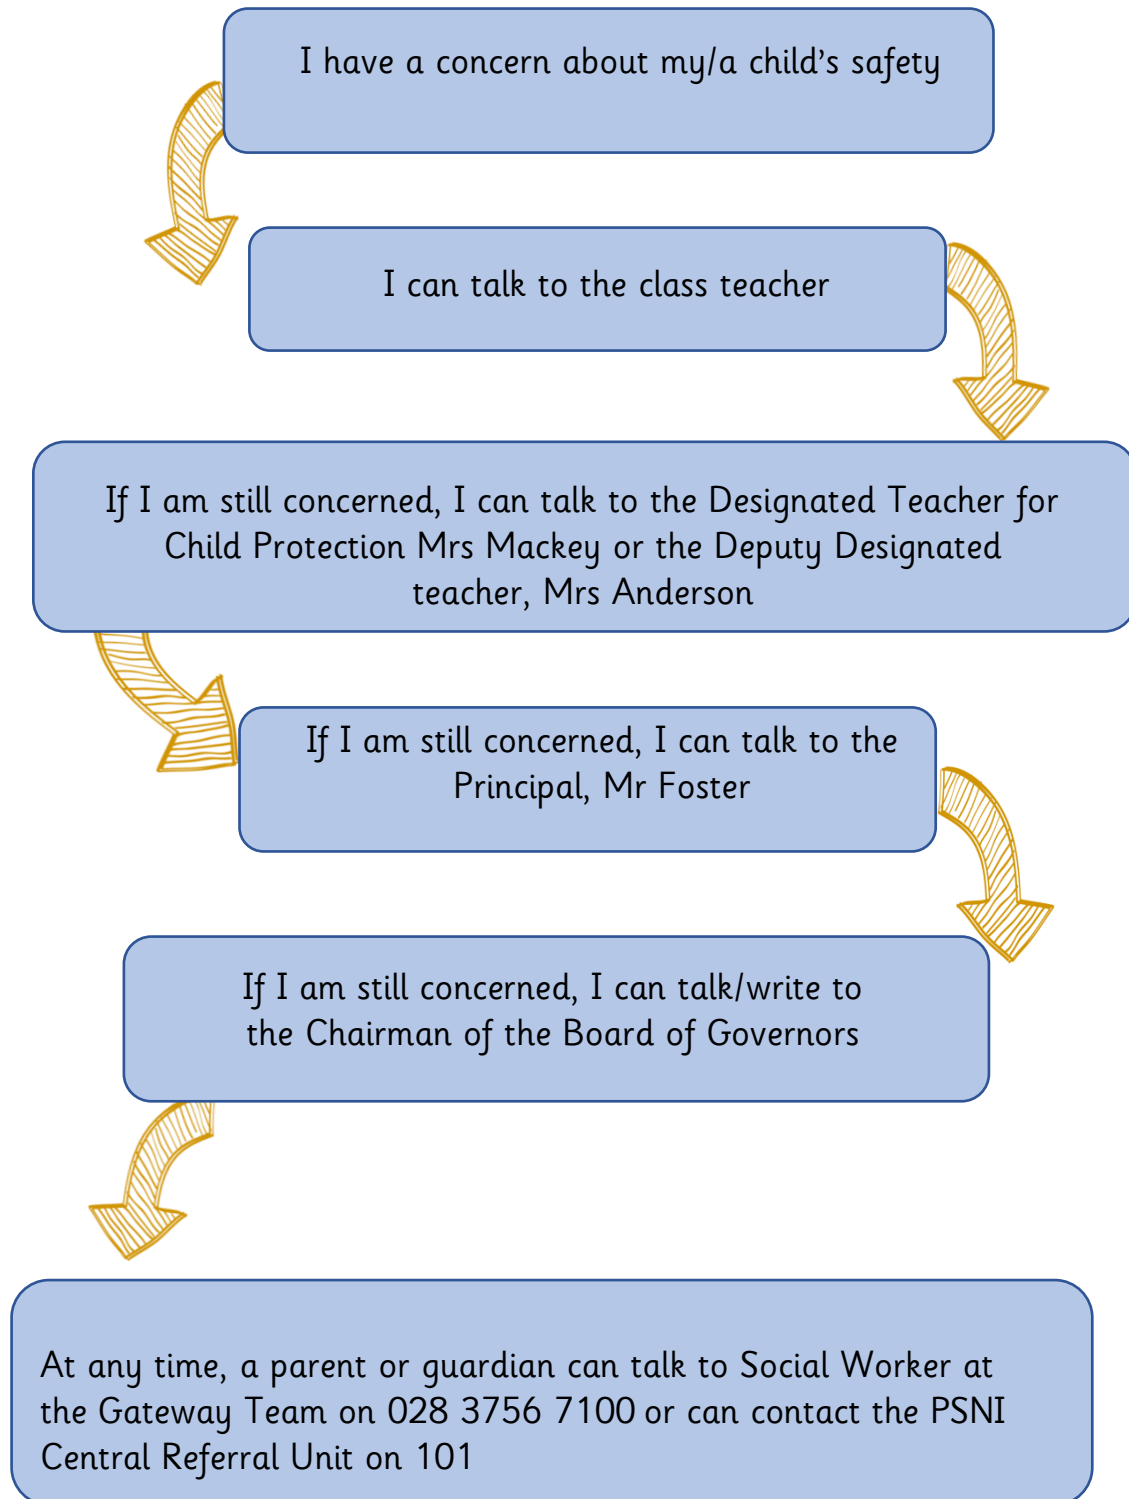 I have a concern about my/a child’s safety
I can talk to the class teacher
If I am still concerned, I can talk to the Designated Teacher for
Child Protection Mrs Mackey or the Deputy Designated
teacher, Mrs Anderson
If I am still concerned, I can talk to the
Principal, Mr Foster
If I am still concerned, I can talk/write to
the Chairman of the Board of Governors
At any time, a parent or guardian can talk to Social Worker at
the Gateway Team on 028 3756 7100 or can contact the PSNI
Central Referral Unit on 101